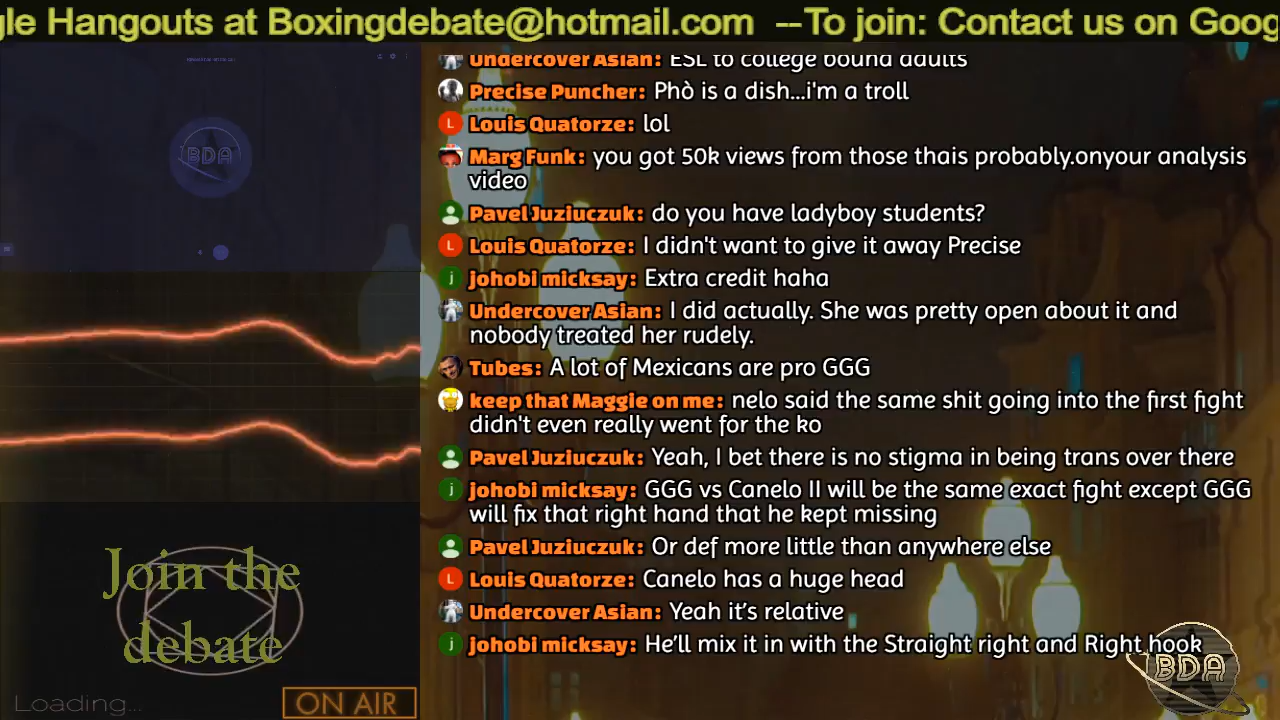 gle Hangouts at Boxingdebate@hotmail.com --To join: Contact us on Goog
BDA
Undercover Asian: ESL to college bound adults
Precise Puncher: Phò is a dish...i'm a troll
L Louis Quatorze: lol
Marg Funk: you got 50k views from those thais probably.onyour analysis
video
Pavel Juziuczuk: do you have ladyboy students?
L Louis Quatorze: I didn't want to give it away Precise
j johobi micksay: Extra credit haha
Undercover Asian: I did actually. She was pretty open about it and
nobody treated her rudely.
Tubes: A lot of Mexicans are pro GGG
keep that Maggie on me: nelo said the same shit going into the first fight
didn't even really went for the ko
Pavel Juziuczuk: Yeah, I bet there is no stigma in being trans over there
j johobi micksay: GGG vs Canelo II will be the same exact fight except GGG
will fix that right hand that he kept missing
Pavel Juziuczuk: Or def more little than anywhere else
L Louis Quatorze: Canelo has a huge head
Undercover Asian: Yeah it's relative
j johobi micksay: He'll mix it in with the Straight right and Right hook
Join the
debate
Loading...
ON AIR
BDA